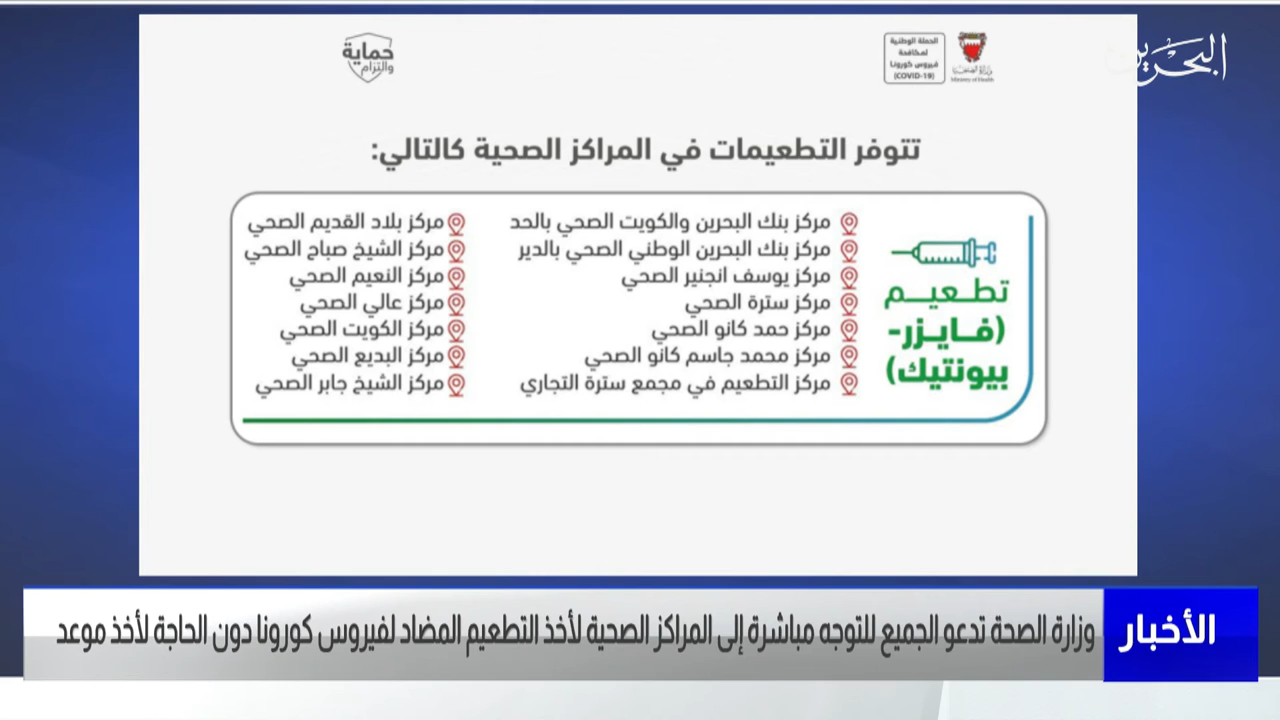 البحرين
الحملة الوطنية
لمكافحة
فيروس كورونا
(COVID-19)
وزارة الصحة
Ministry of Health
حماية
والتزام
تتوفر التطعيمات في المراكز الصحية كالتالي:
تطعيم
(فايزر-
بيونتيك)
مركز بنك البحرين والكويت الصحي بالحد
مركز بنك البحرين الوطني الصحي بالدير
مركز يوسف انجنير الصحي
مركز سترة الصحي
مركز حمد كانو الصحي
مركز محمد جاسم كانو الصحي
مركز التطعيم في مجمع سترة التجاري
مركز بلاد القديم الصحي
مركز الشيخ صباح الصحي
مركز النعيم الصحي
مركز عالي الصحي
مركز الكويت الصحي
مركز البديع الصحي
مركز الشيخ جابر الصحي
الأخبار
وزارة الصحة تدعو الجميع للتوجه مباشرة إلى المراكز الصحية لأخذ التطعيم المضاد لفيروس كورونا دون الحاجة لأخذ موعد